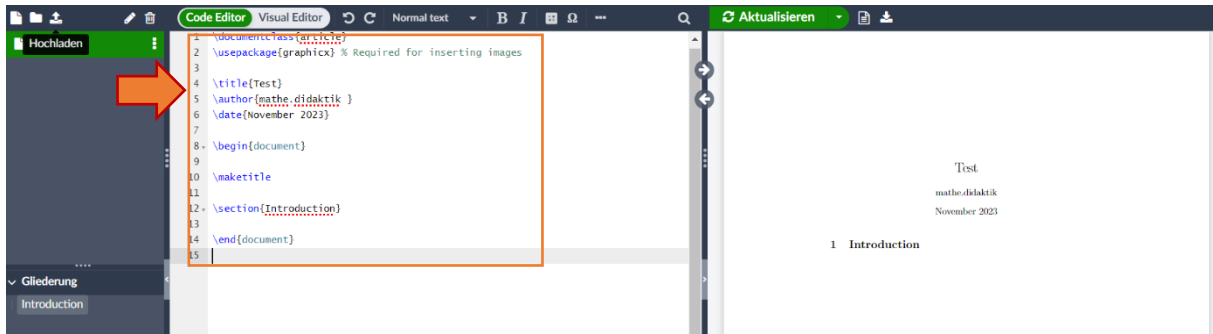 Code Editor Visual Editor Normal text B I Ω Aktualisieren
Hochladen
1 \documentclass{article}
2 \usepackage{graphicx} % Required for inserting images
3
4 \title{Test}
5 \author{mathe.didaktik }
6 \date{November 2023}
7
8 \begin{document}
9
10 \maketitle
11
12 \section{Introduction}
13
14 \end{document}
15
Gliederung
Introduction
Test
mathe.didaktik
November 2023
1 Introduction